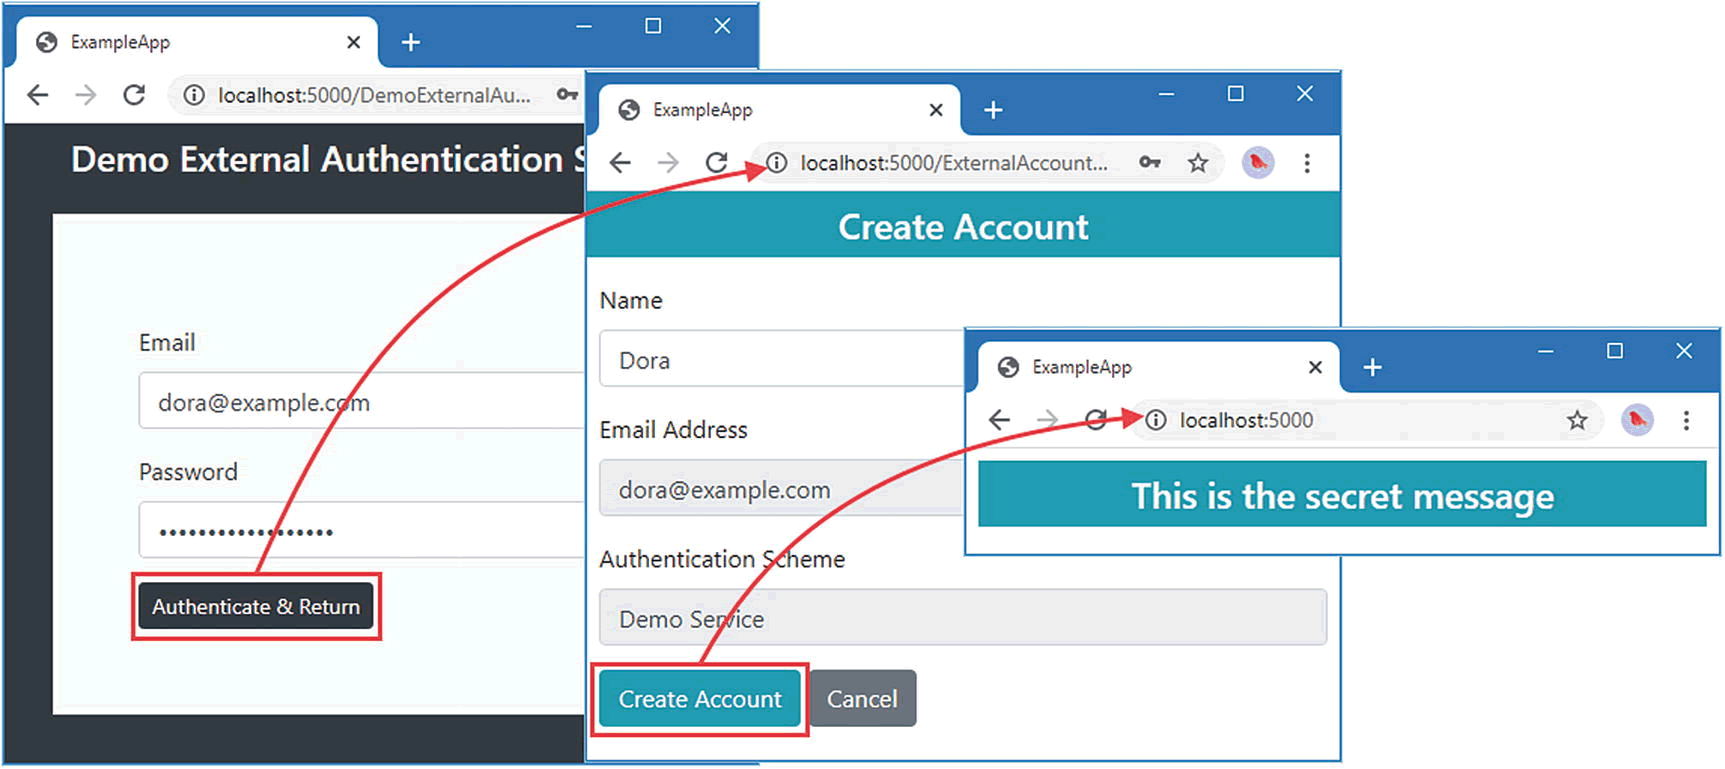 ExampleApp
localhost:5000/DemoExternalAu...
Demo External Authentication S
Email
dora@example.com
Password
••••••••••••••••••
Authenticate & Return
ExampleApp
localhost:5000/ExternalAccount...
Create Account
Name
Dora
Email Address
dora@example.com
Authentication Scheme
Demo Service
Create Account
Cancel
ExampleApp
localhost:5000
This is the secret message